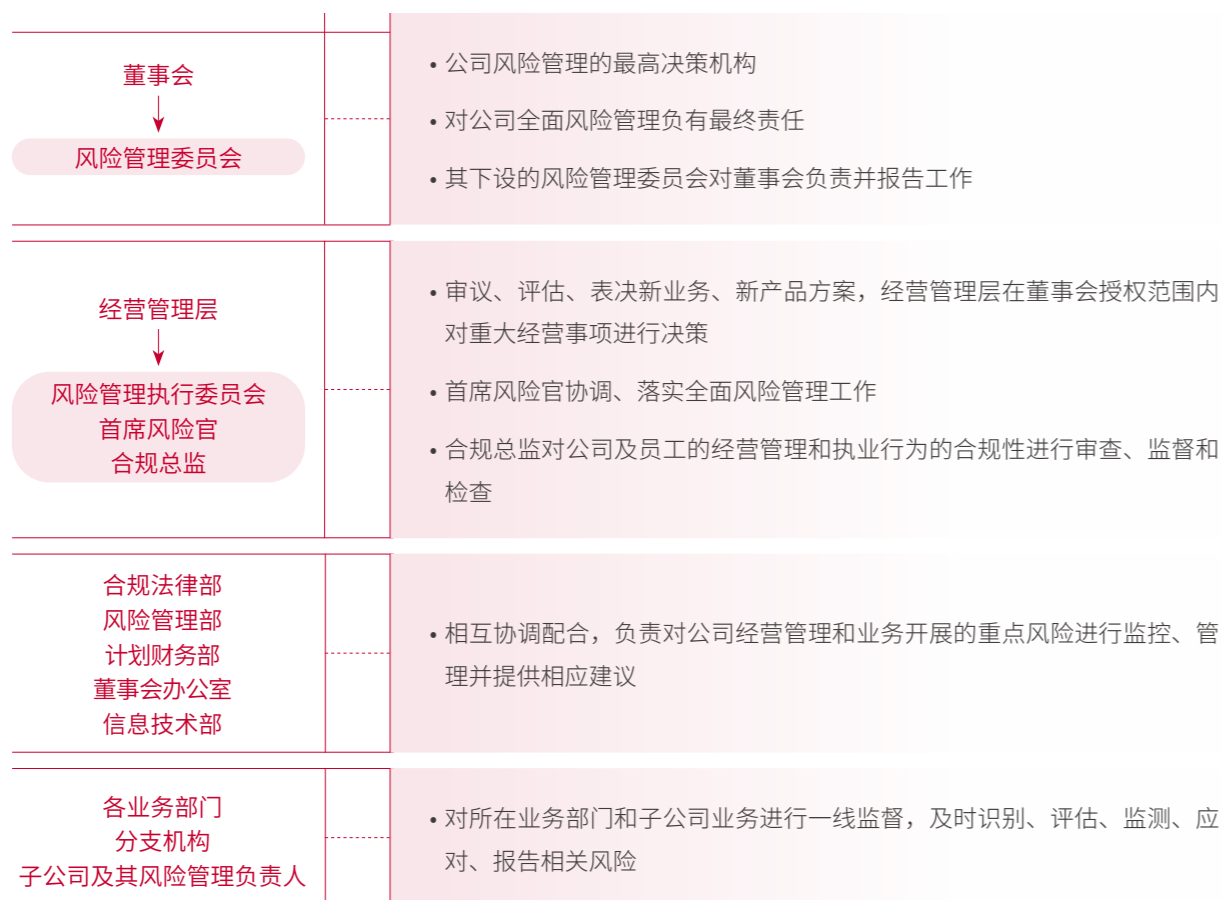 董事会
风险管理委员会
• 公司风险管理的最高决策机构
• 对公司全面风险管理负有最终责任
• 其下设的风险管理委员会对董事会负责并报告工作
经营管理层
风险管理执行委员会
首席风险官
合规总监
• 审议、评估、表决新业务、新产品方案，经营管理层在董事会授权范围内
对重大经营事项进行决策
• 首席风险官协调、落实全面风险管理工作
• 合规总监对公司及员工的经营管理和执业行为的合规性进行审查、监督和
检查
合规法律部
风险管理部
计划财务部
董事会办公室
信息技术部
• 相互协调配合，负责对公司经营管理和业务开展的重点风险进行监控、管
理并提供相应建议
各业务部门
分支机构
子公司及其风险管理负责人
• 对所在业务部门和子公司业务进行一线监督，及时识别、评估、监测、应
对、报告相关风险